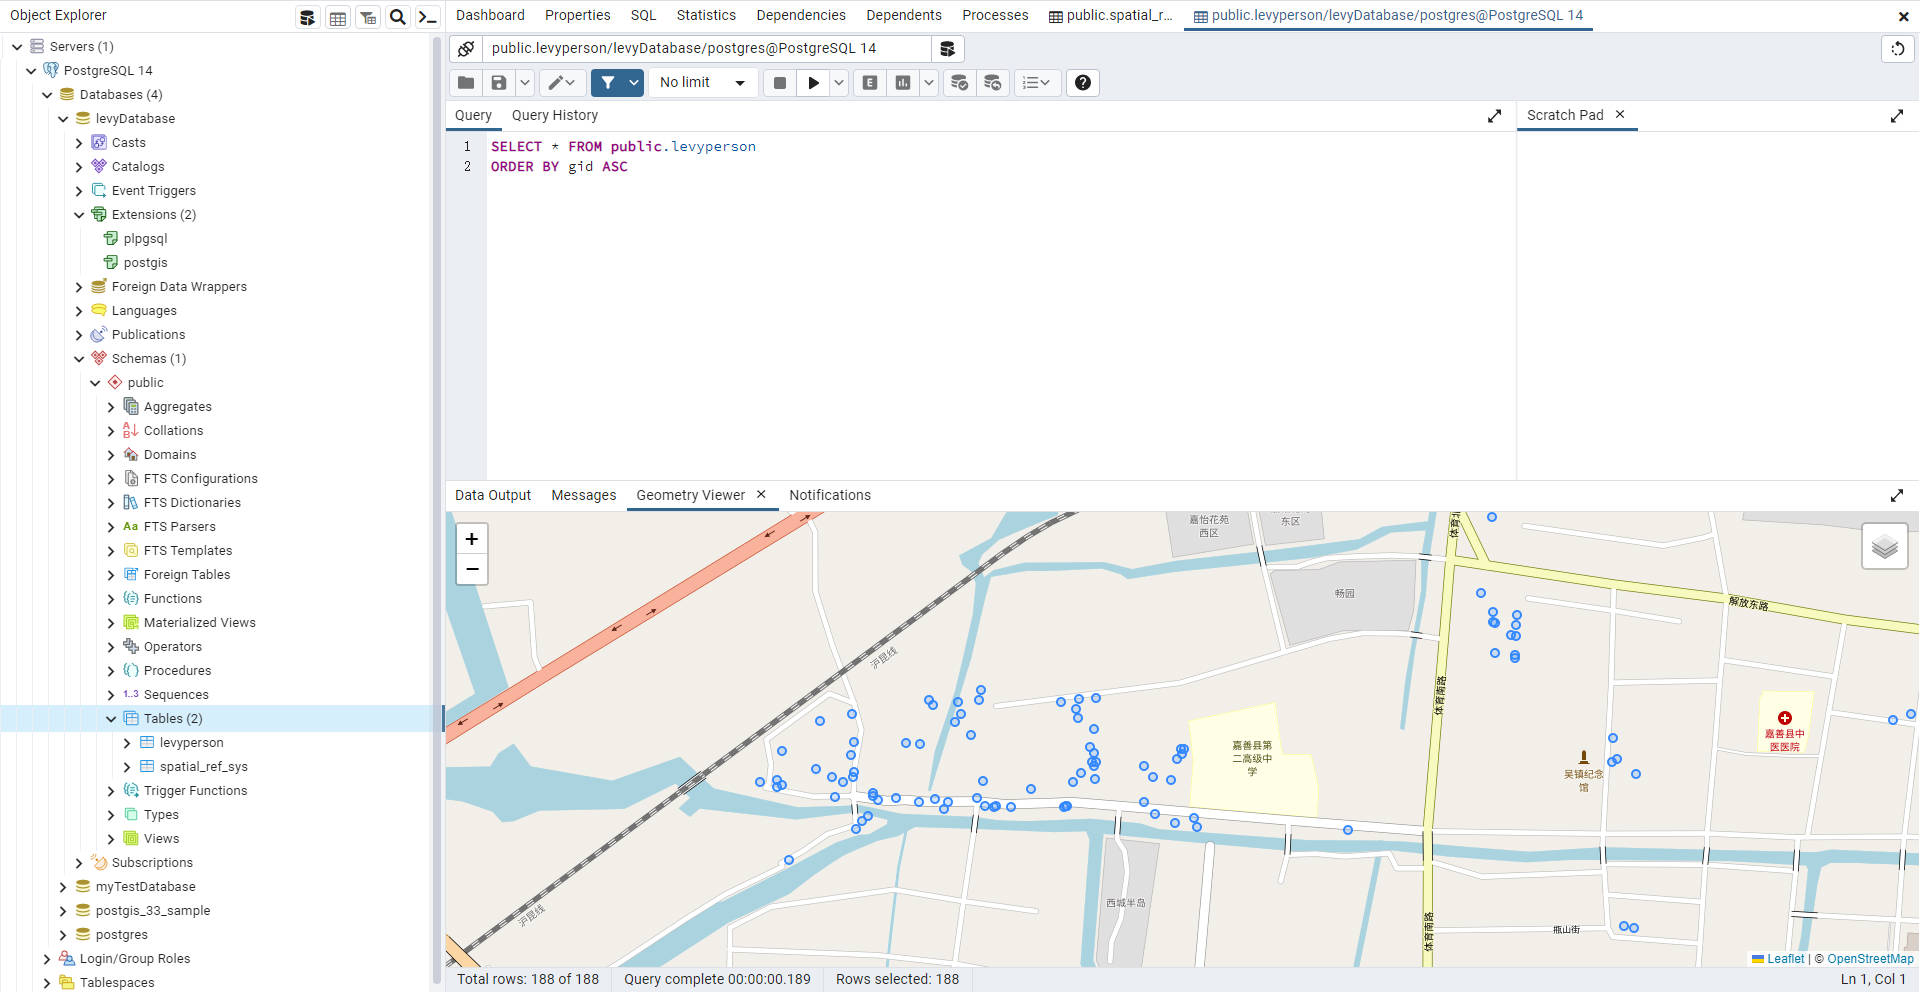 Object Explorer
Servers (1)
PostgreSQL 14
Databases (4)
levyDatabase
Casts
Catalogs
Event Triggers
Extensions (2)
plpgsql
postgis
Foreign Data Wrappers
Languages
Publications
Schemas (1)
public
Aggregates
Collations
Domains
FTS Configurations
FTS Dictionaries
Aa FTS Parsers
FTS Templates
Foreign Tables
Functions
Materialized Views
Operators
Procedures
1..3 Sequences
Tables (2)
levyperson
spatial_ref_sys
Trigger Functions
Types
Views
Subscriptions
myTestDatabase
postgis_33_sample
postgres
Login/Group Roles
Tablespaces
Dashboard Properties SQL Statistics Dependencies Dependents Processes public.spatial_r... public.levyperson/levyDatabase/postgres@PostgreSQL 14
public.levyperson/levyDatabase/postgres@PostgreSQL 14
No limit
E
Query Query History
Scratch Pad
1 SELECT * FROM public.levyperson
2 ORDER BY gid ASC
Data Output Messages Geometry Viewer Notifications
+
−
嘉怡花苑
西区
东区
体育北
畅园
解放东路
沪昆线
体育南路
嘉善县第
二高级中
学
嘉善县中
医医院
吴镇纪念
馆
西城半岛
沪昆线
体育南路
瓶山街
Leaflet | © OpenStreetMap
Total rows: 188 of 188 Query complete 00:00:00.189 Rows selected: 188
Ln 1, Col 1